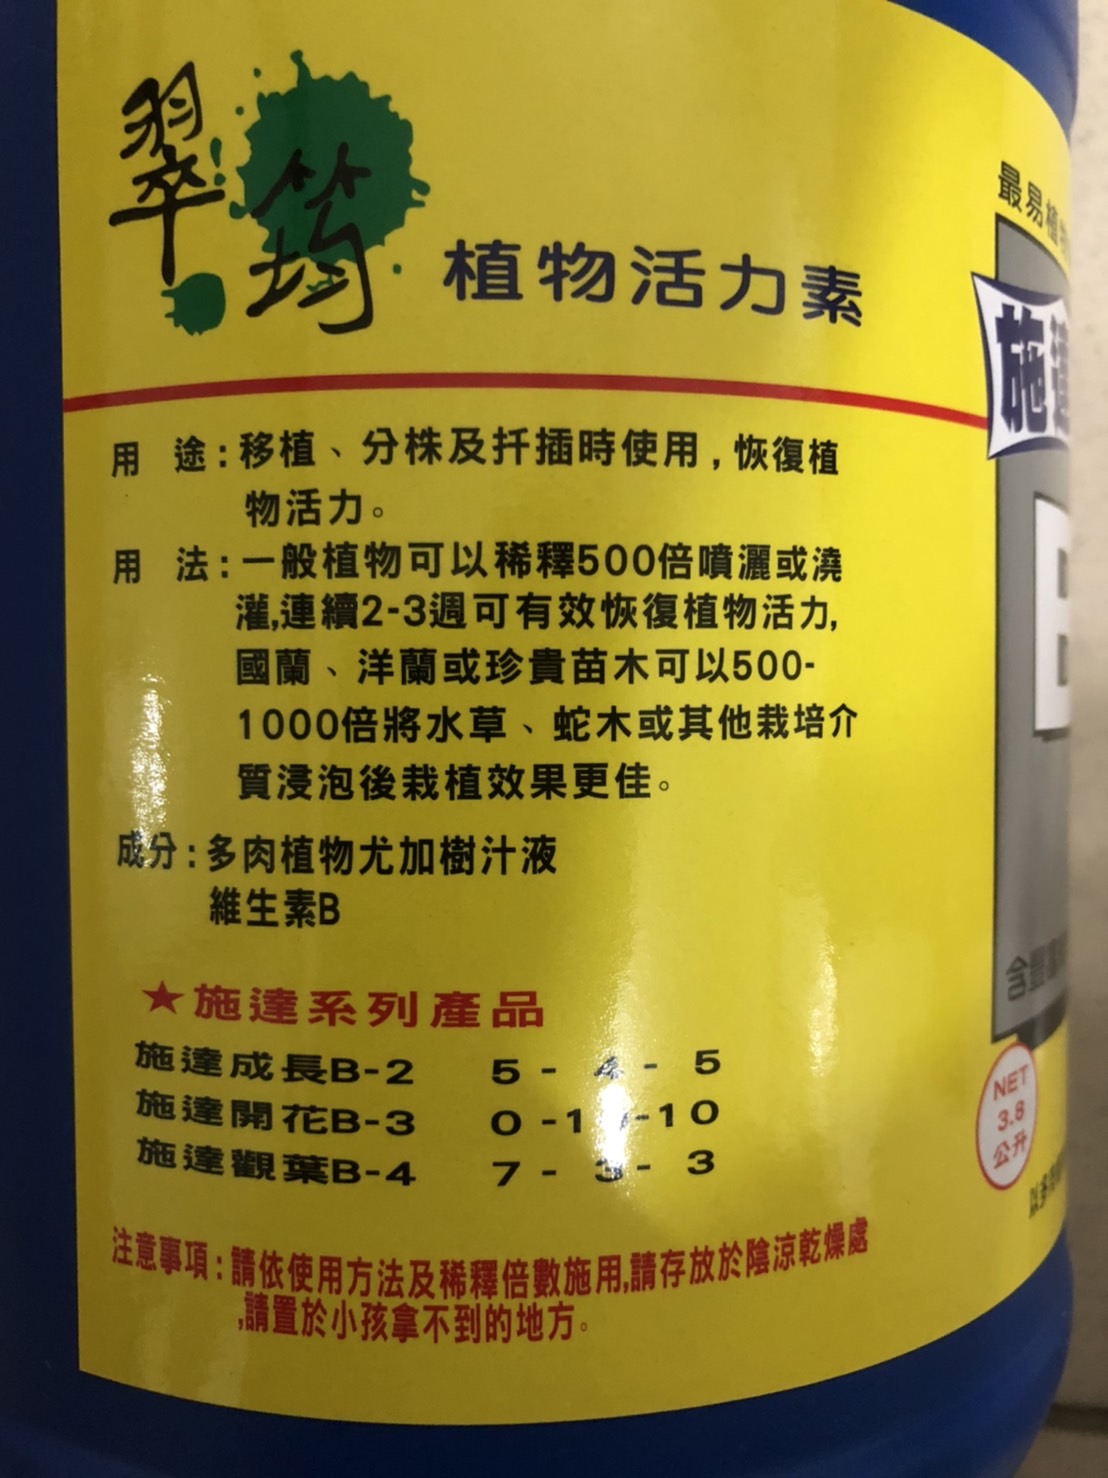 翠筠
植物活力素
用 途:移植、分株及扦插時使用,恢復植
物活力。
用 法:一般植物可以稀釋500倍噴灑或澆
灌,連續2-3週可有效恢復植物活力,
國蘭、洋蘭或珍貴苗木可以500-
1000倍將水草、蛇木或其他栽培介
質浸泡後栽植效果更佳。
成分:多肉植物尤加樹汁液
維生素B
★施達系列產品
施達成長B-2 5 - 4 - 5
施達開花B-3 0 -1 -10
施達觀葉B-4 7 - 3 - 3
注意事項:請依使用方法及稀釋倍數施用,請存放於陰涼乾燥處
,請置於小孩拿不到的地方。
最易植
施達
含豐
NET
3.8
公升
以多